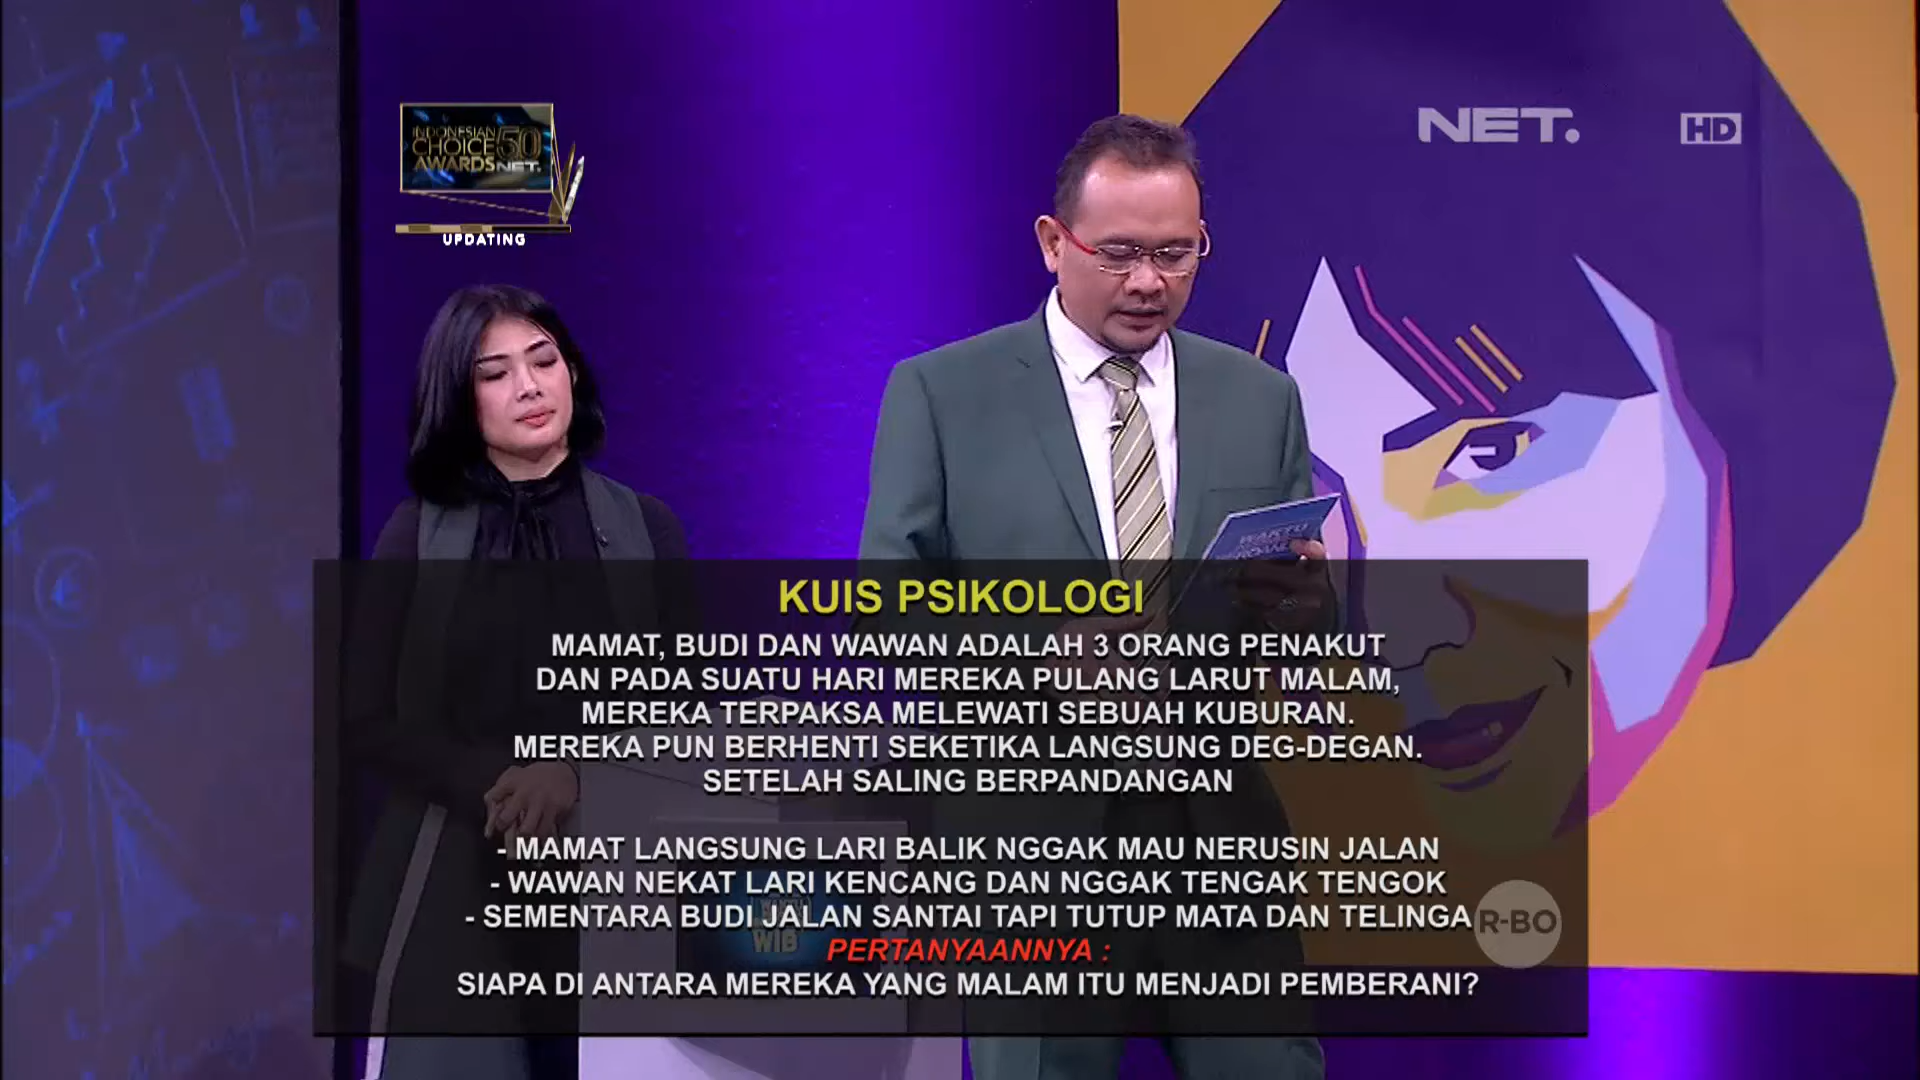 INDONESIAN
CHOICE 5.0
AWARDS NET.
UPDATING
NET.
HD
WAKTU
KUIS PSIKOLOGI
MAMAT, BUDI DAN WAWAN ADALAH 3 ORANG PENAKUT
DAN PADA SUATU HARI MEREKA PULANG LARUT MALAM,
MEREKA TERPAKSA MELEWATI SEBUAH KUBURAN.
MEREKA PUN BERHENTI SEKETIKA LANGSUNG DEG-DEGAN.
SETELAH SALING BERPANDANGAN
- MAMAT LANGSUNG LARI BALIK NGGAK MAU NERUSIN JALAN
- WAWAN NEKAT LARI KENCANG DAN NGGAK TENGAK TENGOK
- SEMENTARA BUDI JALAN SANTAI TAPI TUTUP MATA DAN TELINGA
R-BO
WIB
PERTANYAANNYA :
SIAPA DI ANTARA MEREKA YANG MALAM ITU MENJADI PEMBERANI?